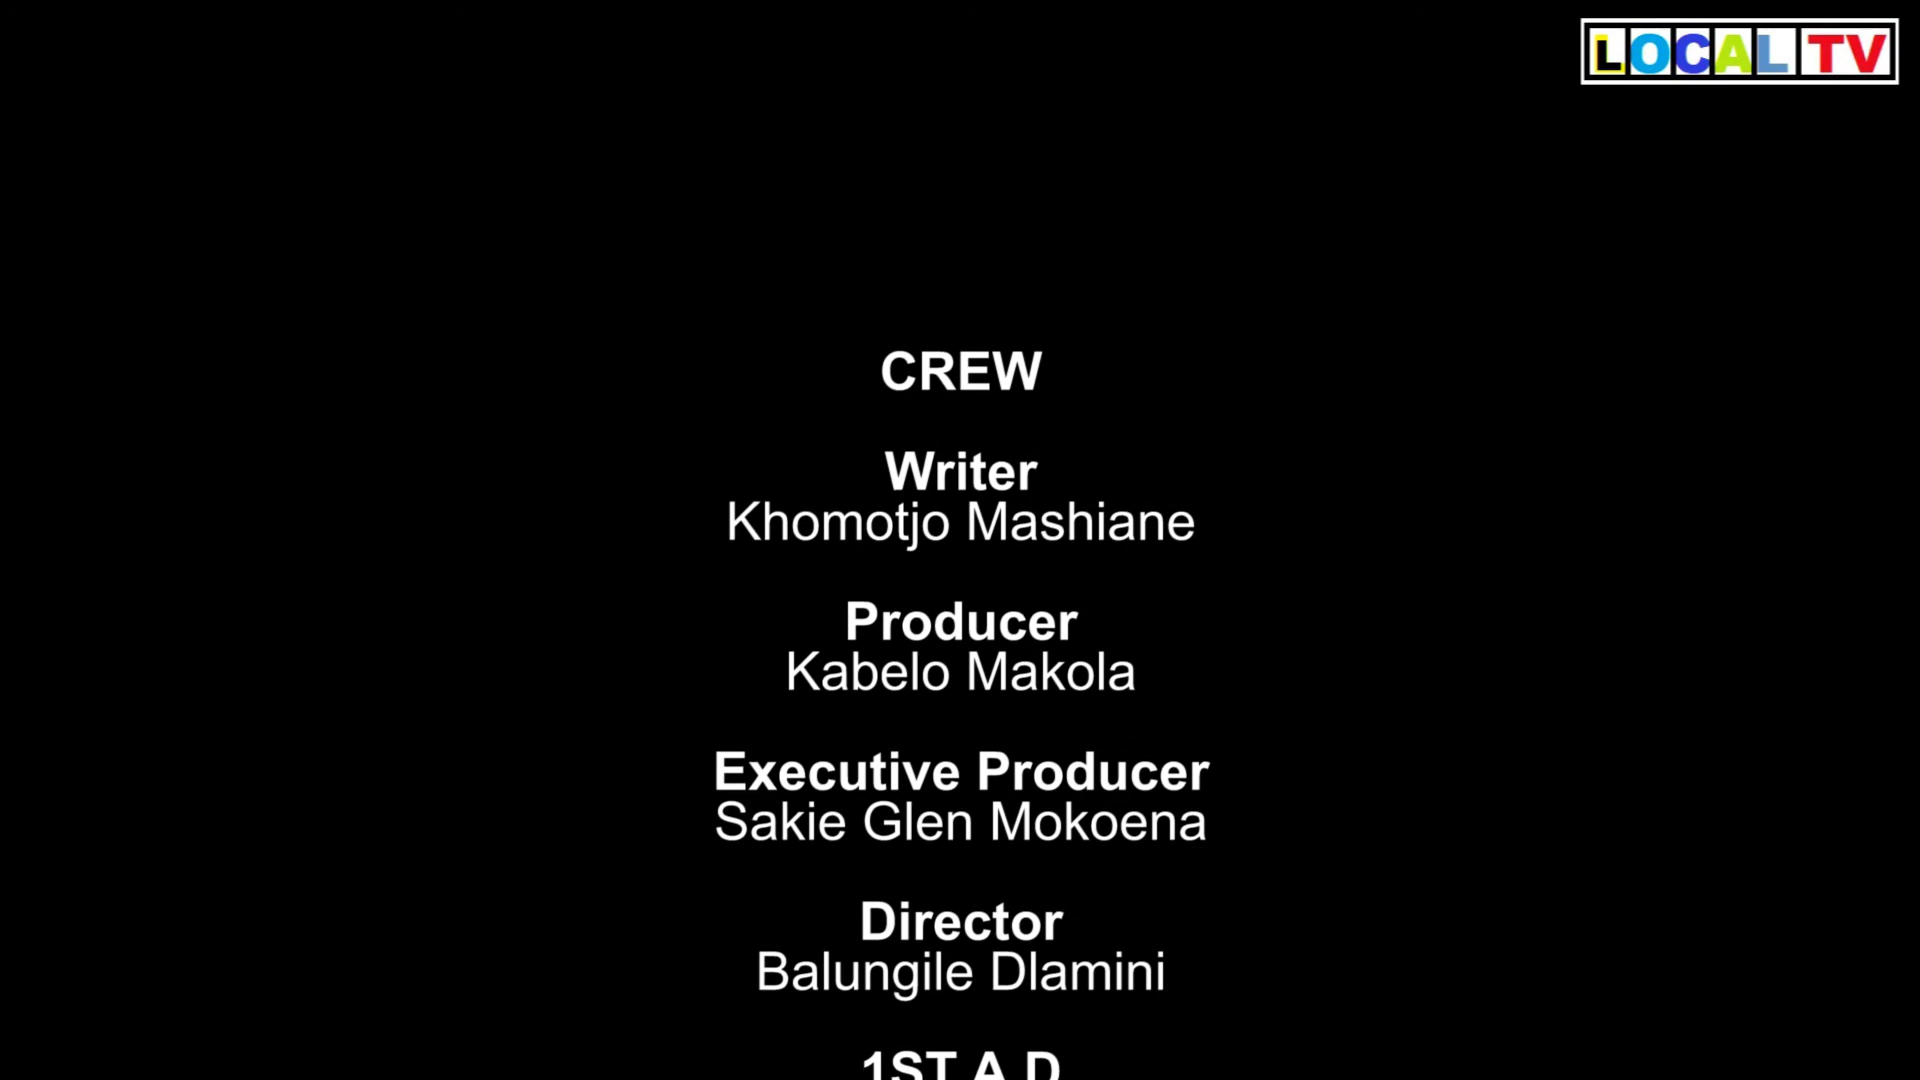 LOCAL TV
CREW
Writer
Khomotjo Mashiane
Producer
Kabelo Makola
Executive Producer
Sakie Glen Mokoena
Director
Balungile Dlamini
1ST A.D